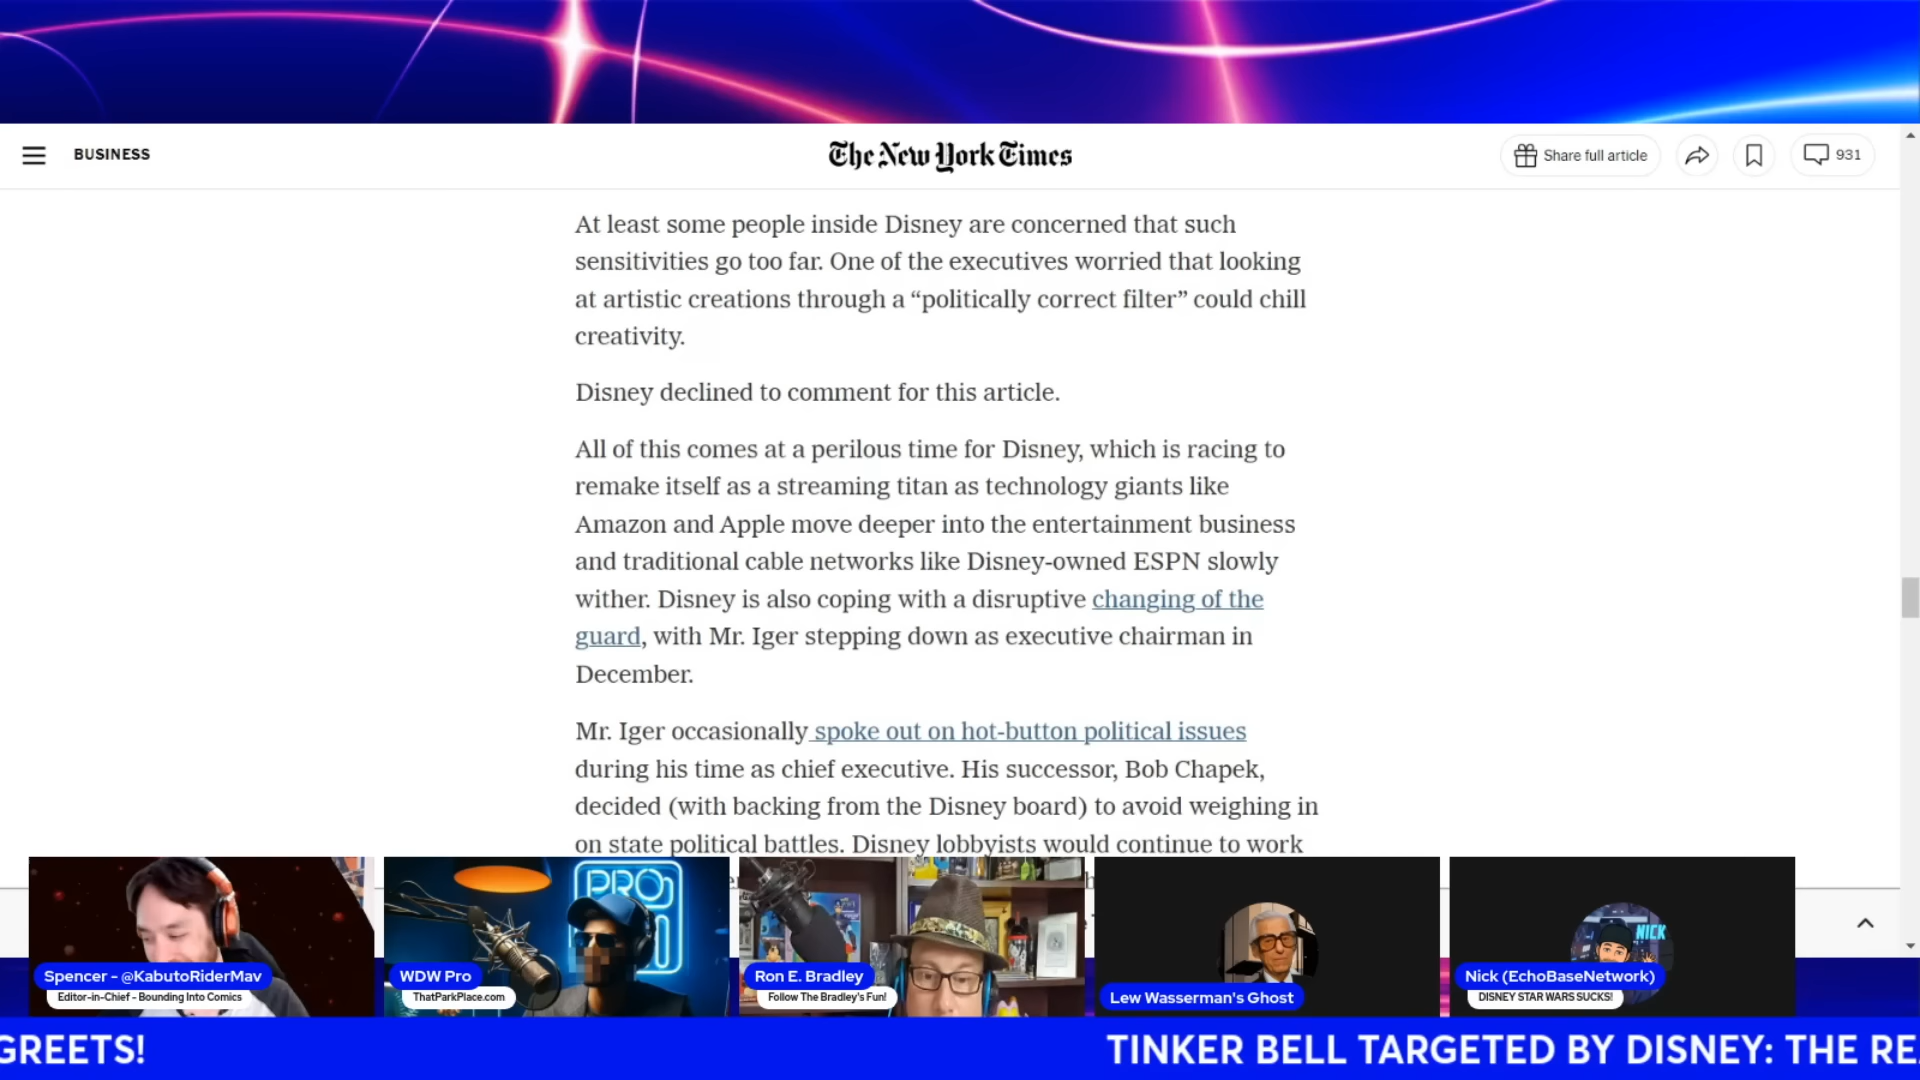 BUSINESS
The New York Times
Share full article
931
At least some people inside Disney are concerned that such
sensitivities go too far. One of the executives worried that looking
at artistic creations through a “politically correct filter” could chill
creativity.
Disney declined to comment for this article.
All of this comes at a perilous time for Disney, which is racing to
remake itself as a streaming titan as technology giants like
Amazon and Apple move deeper into the entertainment business
and traditional cable networks like Disney-owned ESPN slowly
wither. Disney is also coping with a disruptive changing of the
guard, with Mr. Iger stepping down as executive chairman in
December.
Mr. Iger occasionally spoke out on hot-button political issues
during his time as chief executive. His successor, Bob Chapek,
decided (with backing from the Disney board) to avoid weighing in
on state political battles. Disney lobbyists would continue to work
PRO
NICK
Spencer - @KabutoRiderMav
Editor-in-Chief - Bounding Into Comics
WDW Pro
ThatParkPlace.com
Ron E. Bradley
Follow The Bradley's Fun!
Lew Wasserman's Ghost
Nick (EchoBaseNetwork)
DISNEY STAR WARS SUCKS!
GREETS!
TINKER BELL TARGETED BY DISNEY: THE RE